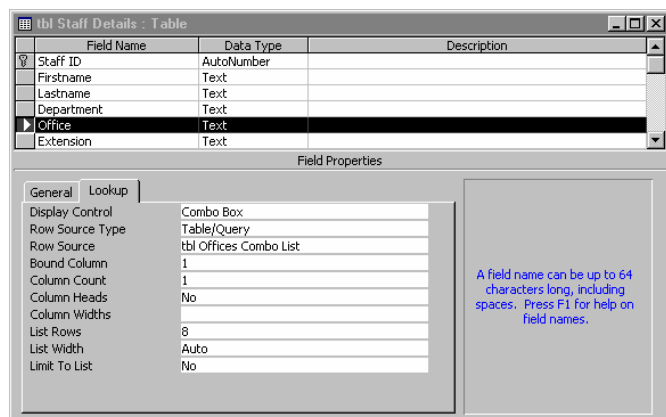 tbl Staff Details : Table
Field Name Data Type Description
Staff ID AutoNumber
Firstname Text
Lastname Text
Department Text
Office Text
Extension Text
Field Properties
General Lookup
Display Control Combo Box
Row Source Type Table/Query
Row Source tbl Offices Combo List
Bound Column 1
Column Count 1
Column Heads No
Column Widths
List Rows 8
List Width Auto
Limit To List No
A field name can be up to 64
characters long, including
spaces. Press F1 for help on
field names.